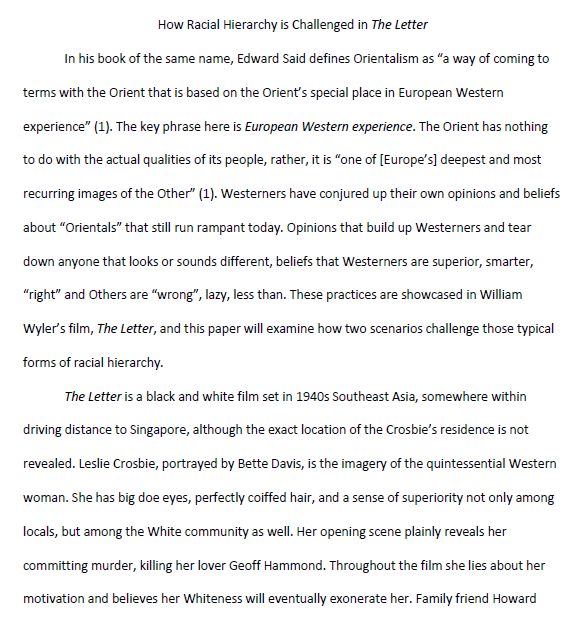 How Racial Hierarchy is Challenged in The Letter
In his book of the same name, Edward Said defines Orientalism as “a way of coming to
terms with the Orient that is based on the Orient’s special place in European Western
experience” (1). The key phrase here is European Western experience. The Orient has nothing
to do with the actual qualities of its people, rather, it is “one of [Europe’s] deepest and most
recurring images of the Other” (1). Westerners have conjured up their own opinions and beliefs
about “Orientals” that still run rampant today. Opinions that build up Westerners and tear
down anyone that looks or sounds different, beliefs that Westerners are superior, smarter,
“right” and Others are “wrong”, lazy, less than. These practices are showcased in William
Wyler’s film, The Letter, and this paper will examine how two scenarios challenge those typical
forms of racial hierarchy.
The Letter is a black and white film set in 1940s Southeast Asia, somewhere within
driving distance to Singapore, although the exact location of the Crosbie’s residence is not
revealed. Leslie Crosbie, portrayed by Bette Davis, is the imagery of the quintessential Western
woman. She has big doe eyes, perfectly coiffed hair, and a sense of superiority not only among
locals, but among the White community as well. Her opening scene plainly reveals her
committing murder, killing her lover Geoff Hammond. Throughout the film she lies about her
motivation and believes her Whiteness will eventually exonerate her. Family friend Howard